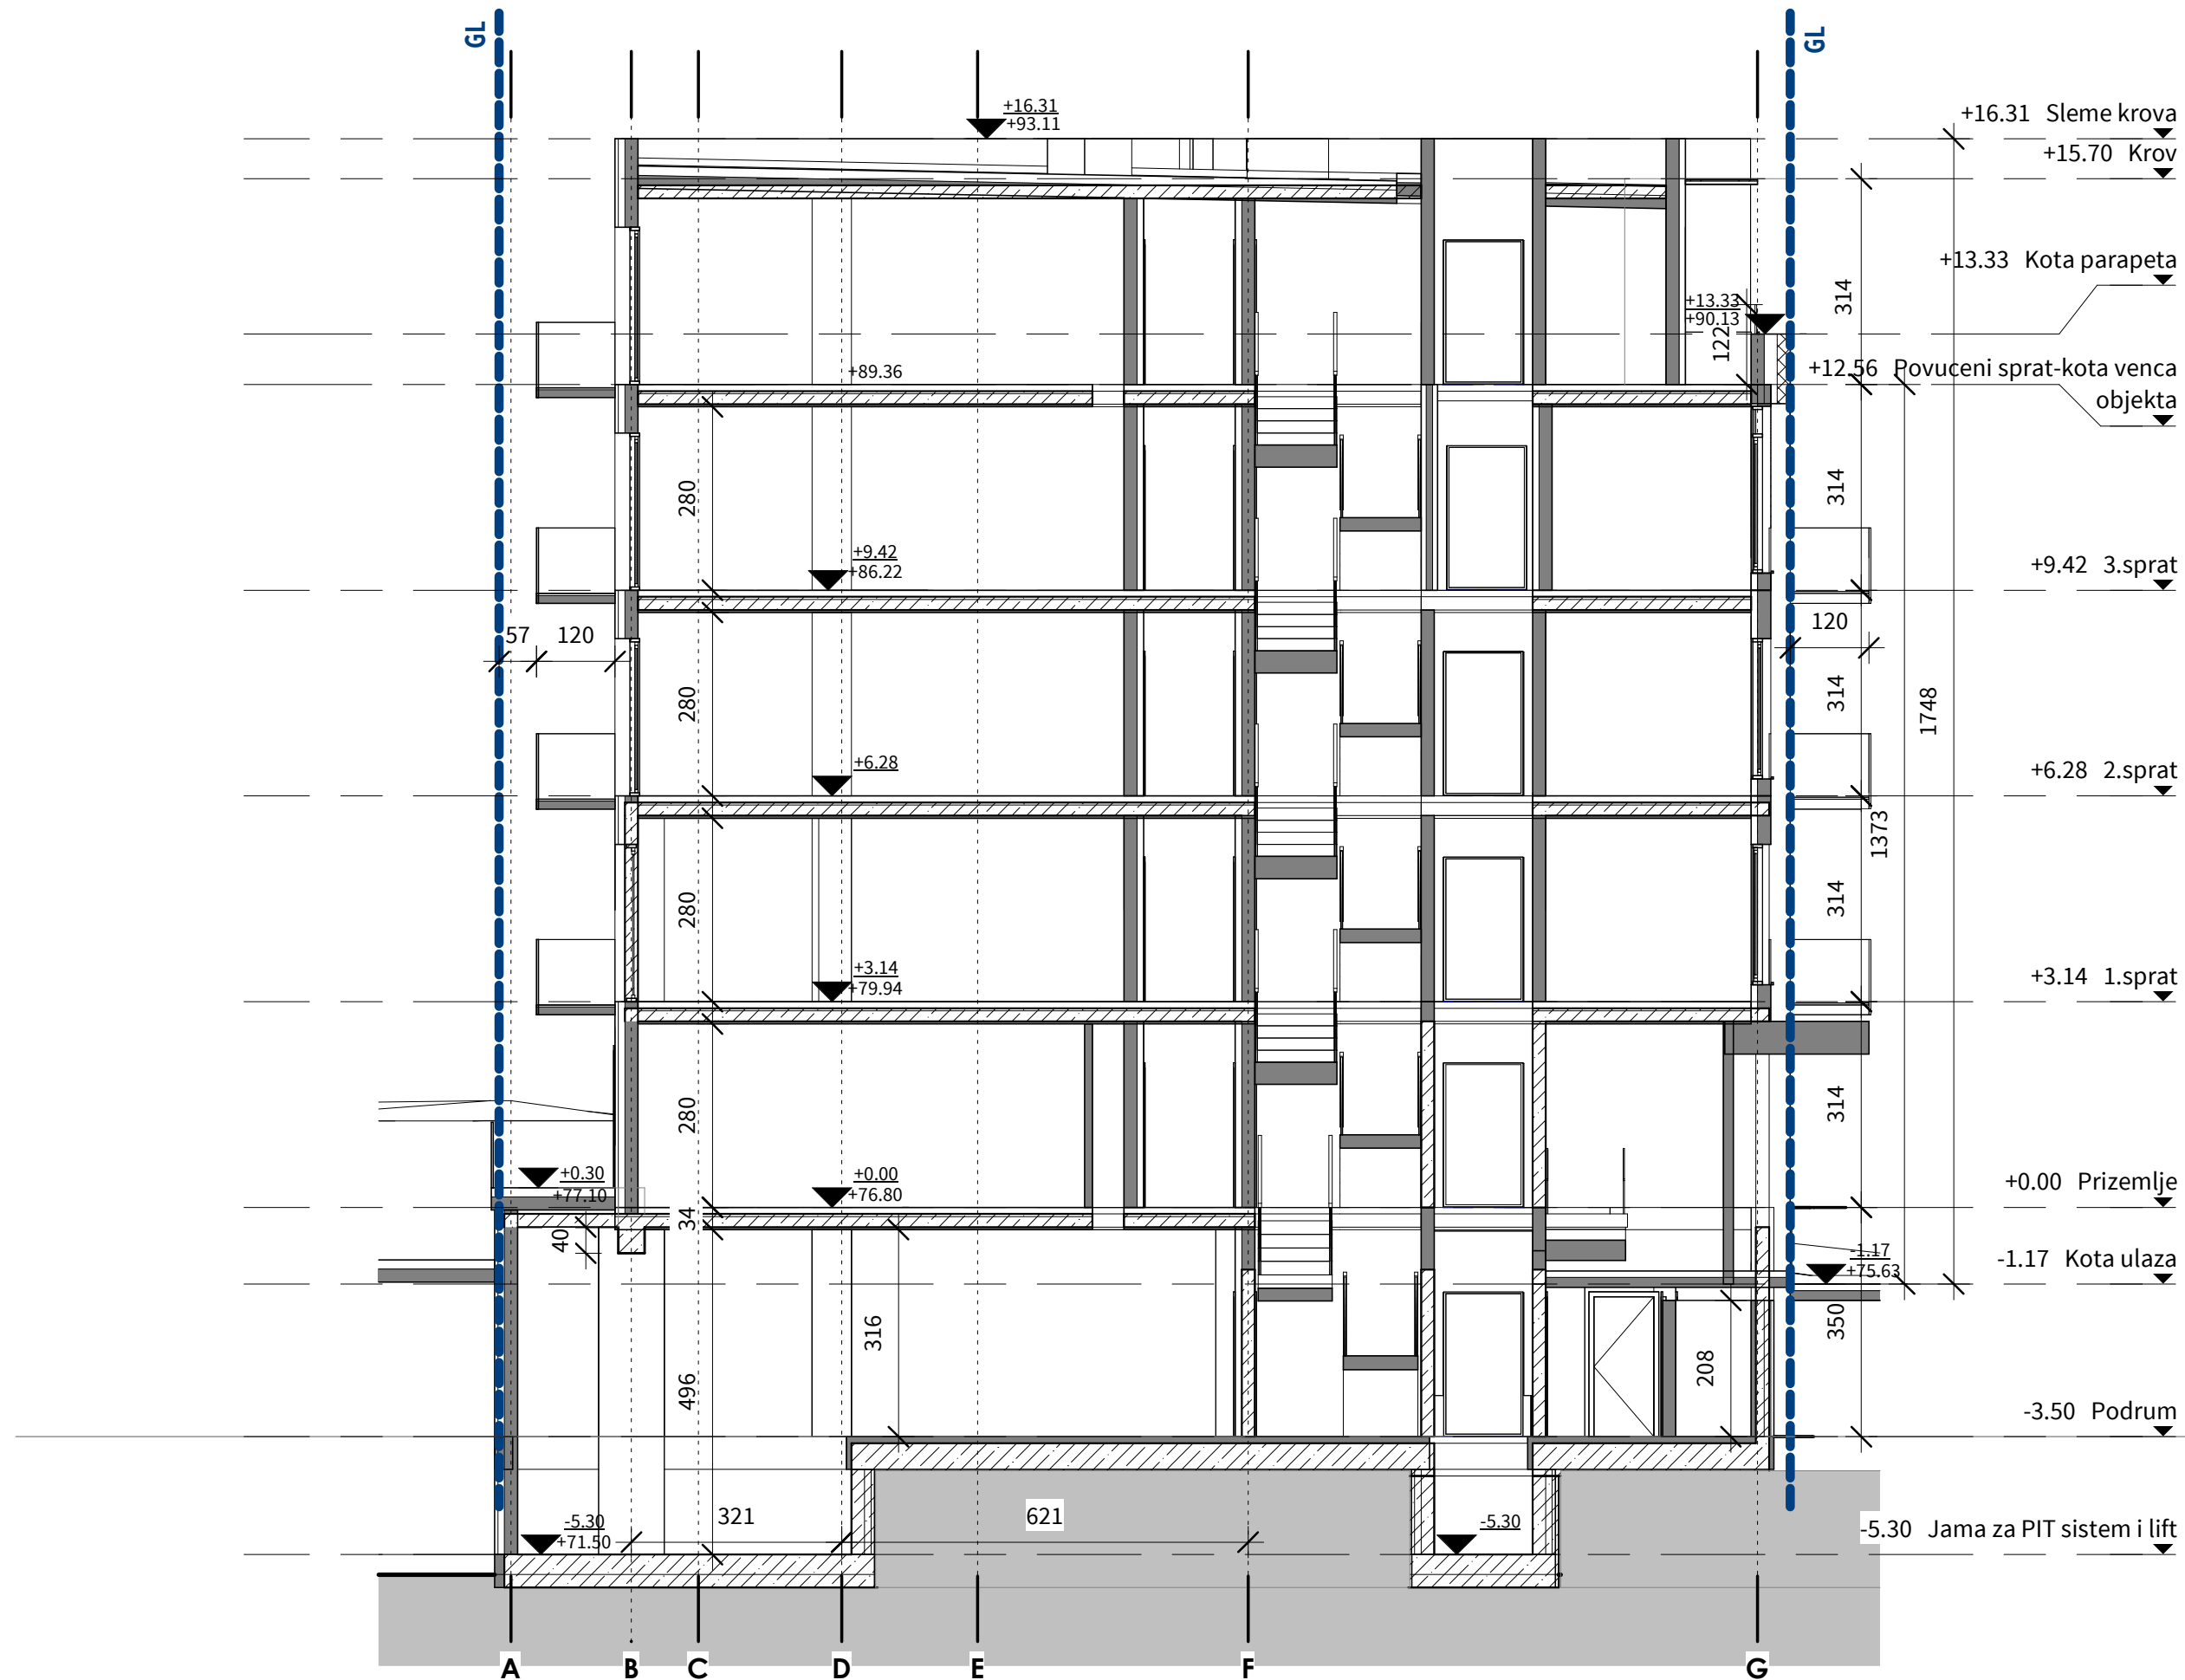 GL
GL
+16.31
+93.11
+16.31 Sleme krova
+15.70 Krov
+13.33 Kota parapeta
314
+13.33
+90.13
122
+89.36
+12.56 Povuceni sprat-kota venca
objekta
280
314
+9.42
+86.22
+9.42 3.sprat
57
120
120
280
314
1748
+6.28
+6.28 2.sprat
1373
280
314
+3.14
+79.94
+3.14 1.sprat
280
314
+0.30
+77.10
+0.00
+76.80
+0.00 Prizemlje
34
40
-1.17
+75.63
-1.17 Kota ulaza
316
350
208
496
-3.50 Podrum
321
621
-5.30
+71.50
-5.30
-5.30 Jama za PIT sistem i lift
A
B
C
D
E
F
G